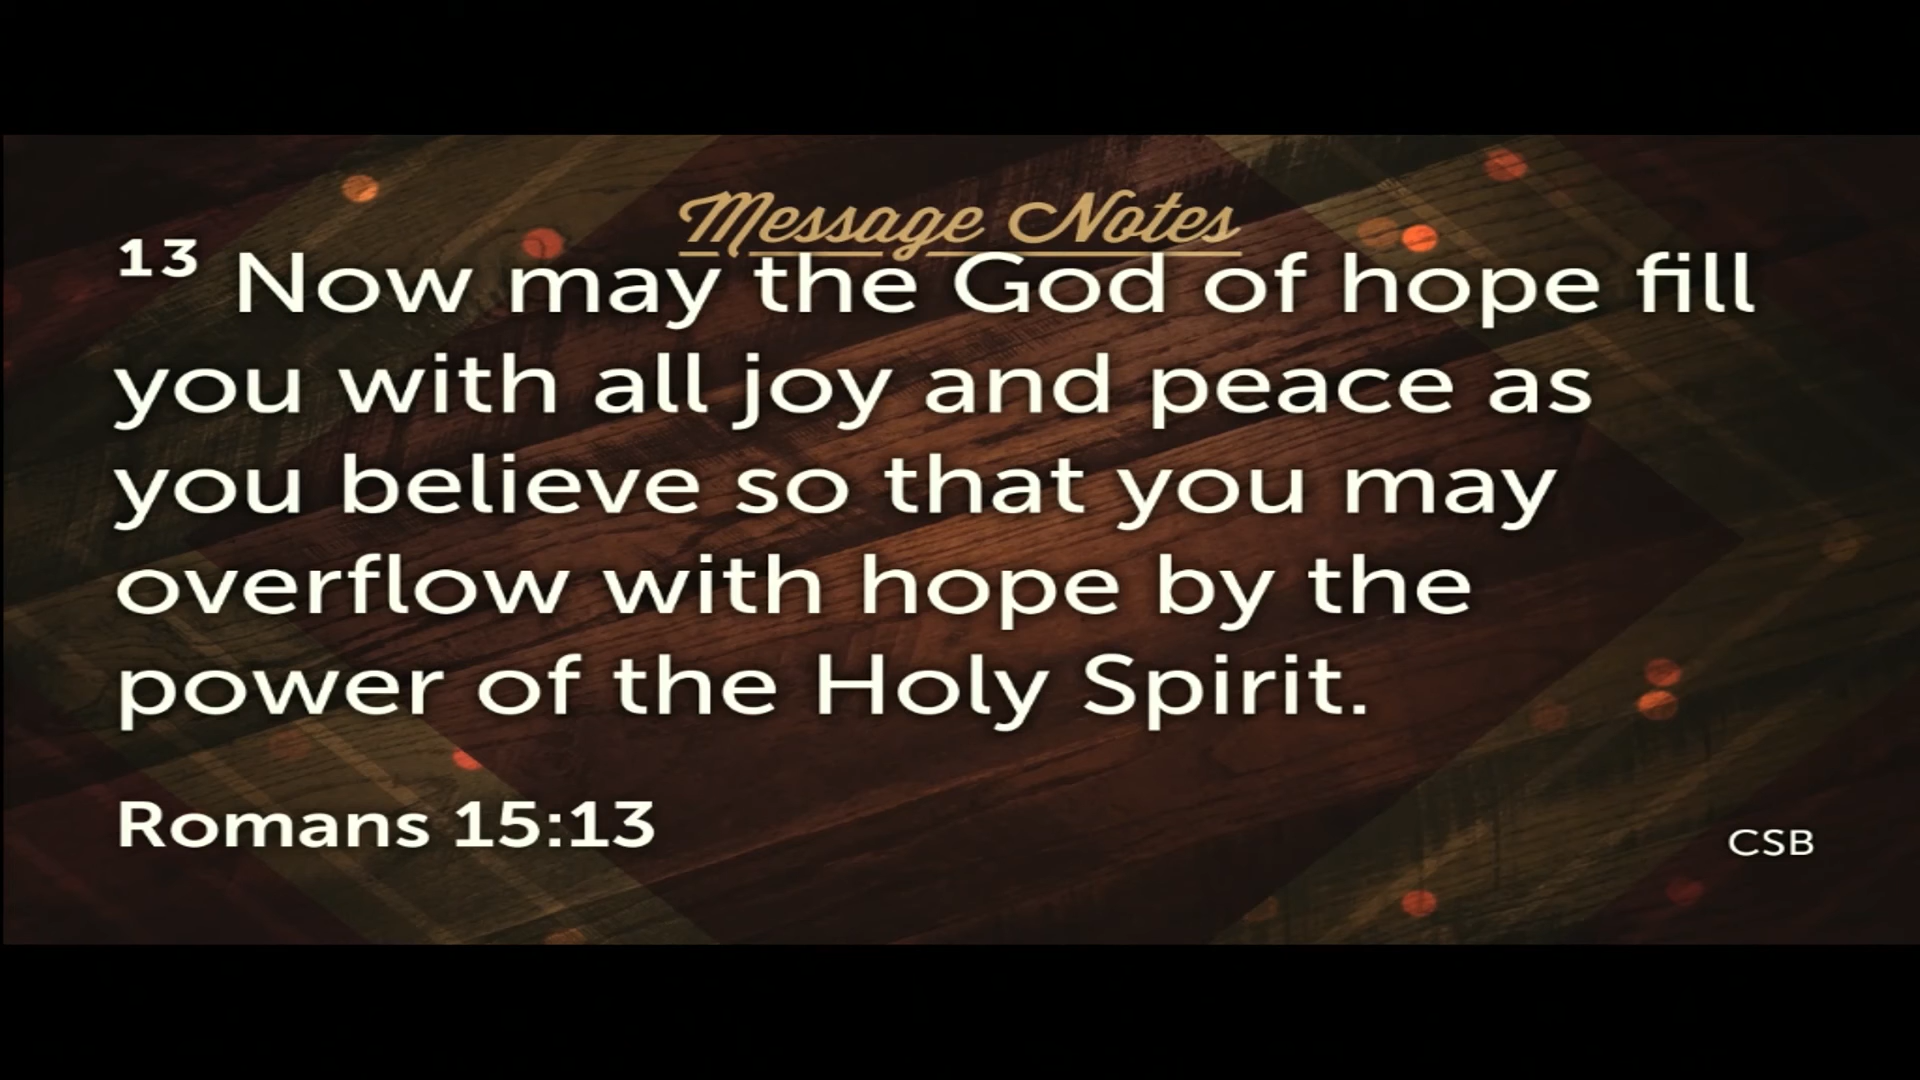 Message Notes
13 Now may the God of hope fill
you with all joy and peace as
you believe so that you may
overflow with hope by the
power of the Holy Spirit.
Romans 15:13
CSB